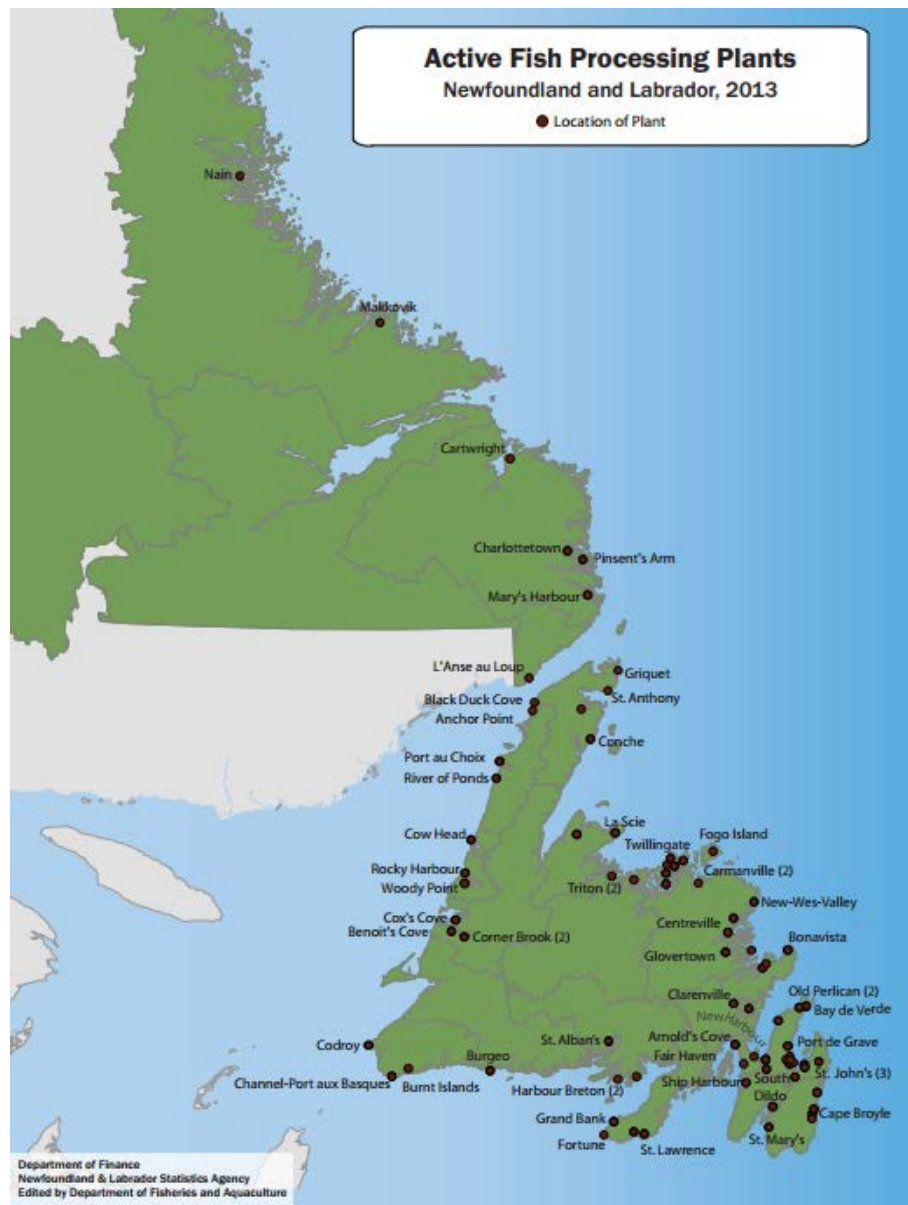 Active Fish Processing Plants
Newfoundland and Labrador, 2013
Location of Plant
Nain
Makkovik
Cartwright
Charlottetown
Pinsent's Arm
Mary's Harbour
L'Anse au Loup
Griquet
Black Duck Cove
St. Anthony
Anchor Point
Conche
Port au Choix
River of Ponds
La Scie
Cow Head
Twillingate
Fogo Island
Rocky Harbour
Carmanville (2)
Woody Point
Triton (2)
New-Wes-Valley
Cox's Cove
Centreville
Benoit's Cove
Corner Brook (2)
Bonavista
Glovertown
Old Perlican (2)
Clarenville
Bay de Verde
New Harbour
Codroy
St. Alban's
Arnold's Cove
Port de Grave
Burgeo
Fair Haven
St. John's (3)
Channel-Port aux Basques
Burnt Islands
Harbour Breton (2)
Ship Harbour
South
Dildo
Grand Bank
Cape Broyle
Fortune
St. Lawrence
St. Mary's
Department of Finance
Newfoundland & Labrador Statistics Agency
Edited by Department of Fisheries and Aquaculture